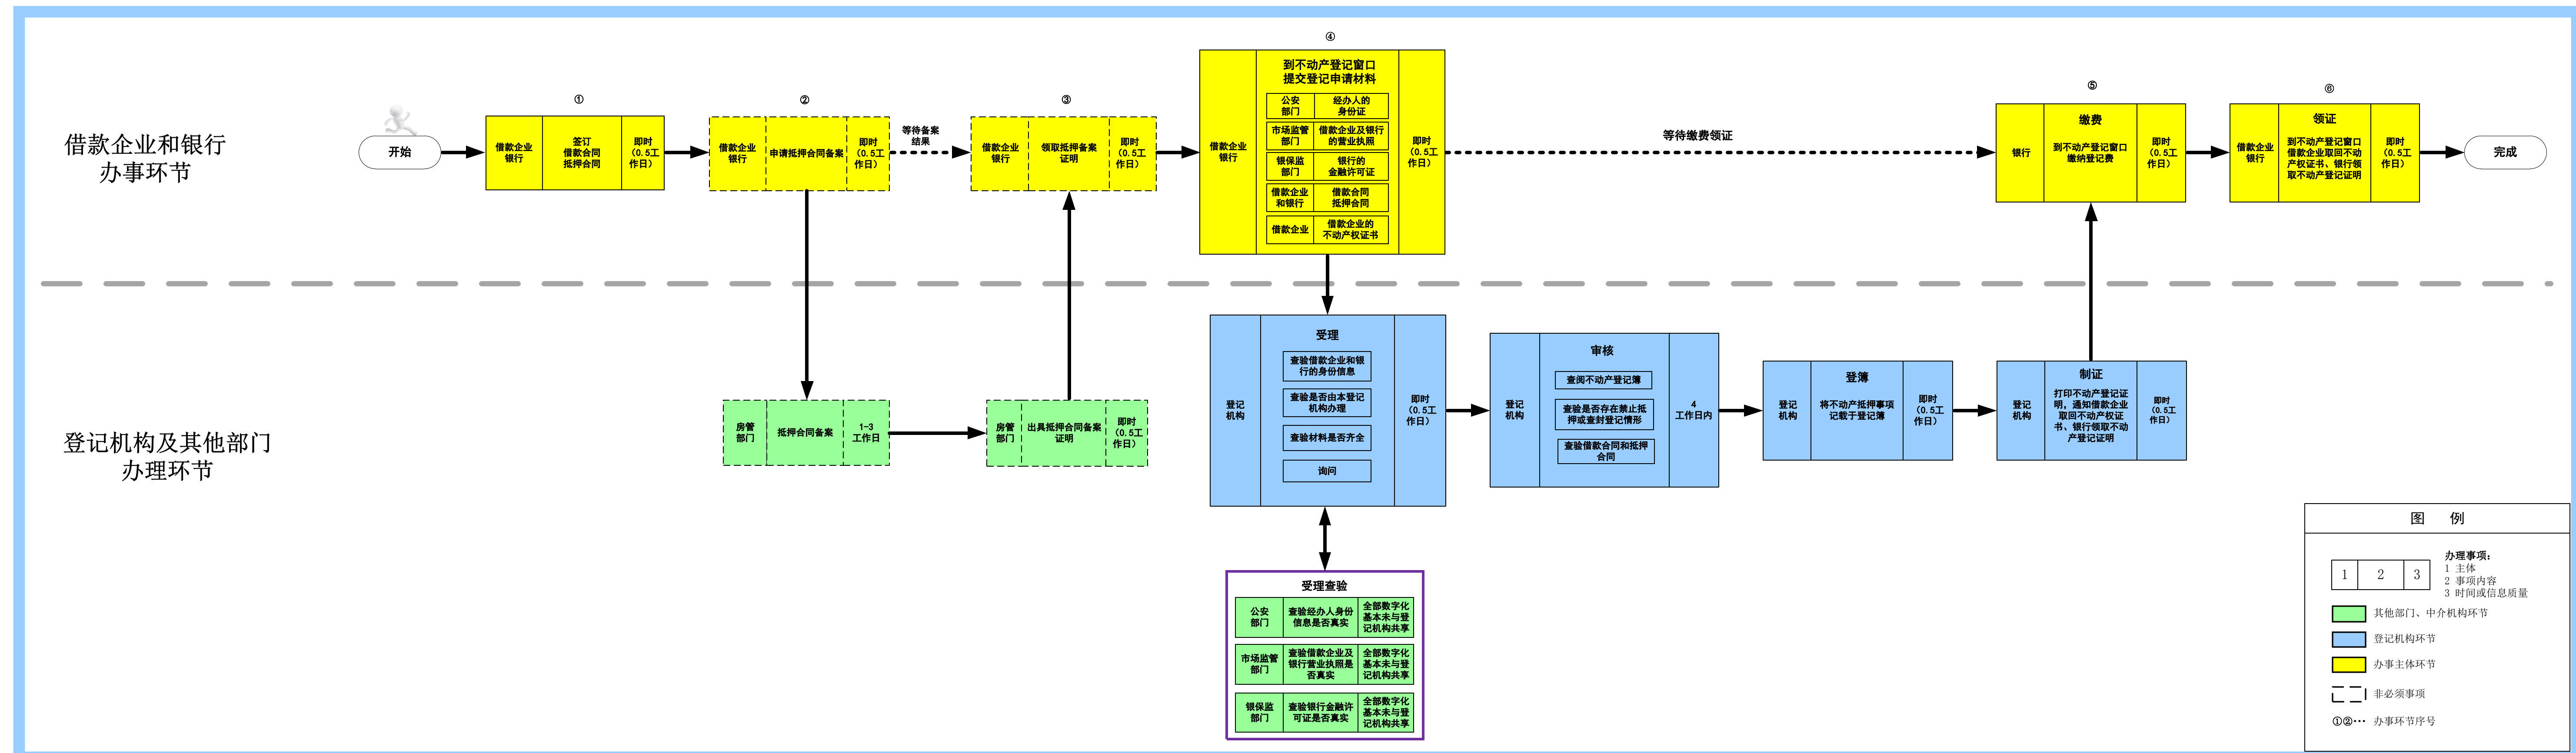 借款企业和银行
办事环节
开始
①
借款企业
银行
签订
借款合同
抵押合同
即时
（0.5工
作日）
②
借款企业
银行
申请抵押合同备案
即时
（0.5工
作日）
等待备案
结果
③
借款企业
银行
领取抵押备案
证明
即时
（0.5工
作日）
④
借款企业
银行
到不动产登记窗口
提交登记申请材料
公安
部门
经办人的
身份证
市场监管
部门
借款企业及银行
的营业执照
银保监
部门
银行的
金融许可证
借款企业
和银行
借款合同
抵押合同
借款企业
借款企业的
不动产权证书
即时
（0.5工
作日）
等待缴费领证
⑤
银行
缴费
到不动产登记窗口
缴纳登记费
即时
（0.5工
作日）
⑥
借款企业
银行
领证
到不动产登记窗口
借款企业取回不动
产权证书、银行领
取不动产登记证明
即时
（0.5工
作日）
完成
登记机构及其他部门
办理环节
房管
部门
抵押合同备案
1-3
工作日
房管
部门
出具抵押合同备案
证明
即时
（0.5工
作日）
登记
机构
受理
查验借款企业和银
行的身份信息
查验是否由本登记
机构办理
查验材料是否齐全
询问
即时
（0.5工
作日）
登记
机构
审核
查阅不动产登记簿
查验是否存在禁止抵
押或查封登记情形
查验借款合同和抵押
合同
4
工作日内
登记
机构
登簿
将不动产抵押事项
记载于登记簿
即时
（0.5工
作日）
登记
机构
制证
打印不动产登记证
明，通知借款企业
取回不动产权证
书、银行领取不动
产登记证明
即时
（0.5工
作日）
受理查验
公安
部门
查验经办人身份
信息是否真实
全部数字化
基本未与登
记机构共享
市场监管
部门
查验借款企业及
银行营业执照是
否真实
全部数字化
基本未与登
记机构共享
银保监
部门
查验银行金融许
可证是否真实
全部数字化
基本未与登
记机构共享
图 例
1 2 3
办理事项：
1 主体
2 事项内容
3 时间或信息质量
其他部门、中介机构环节
登记机构环节
办事主体环节
非必须事项
①②··· 办事环节序号